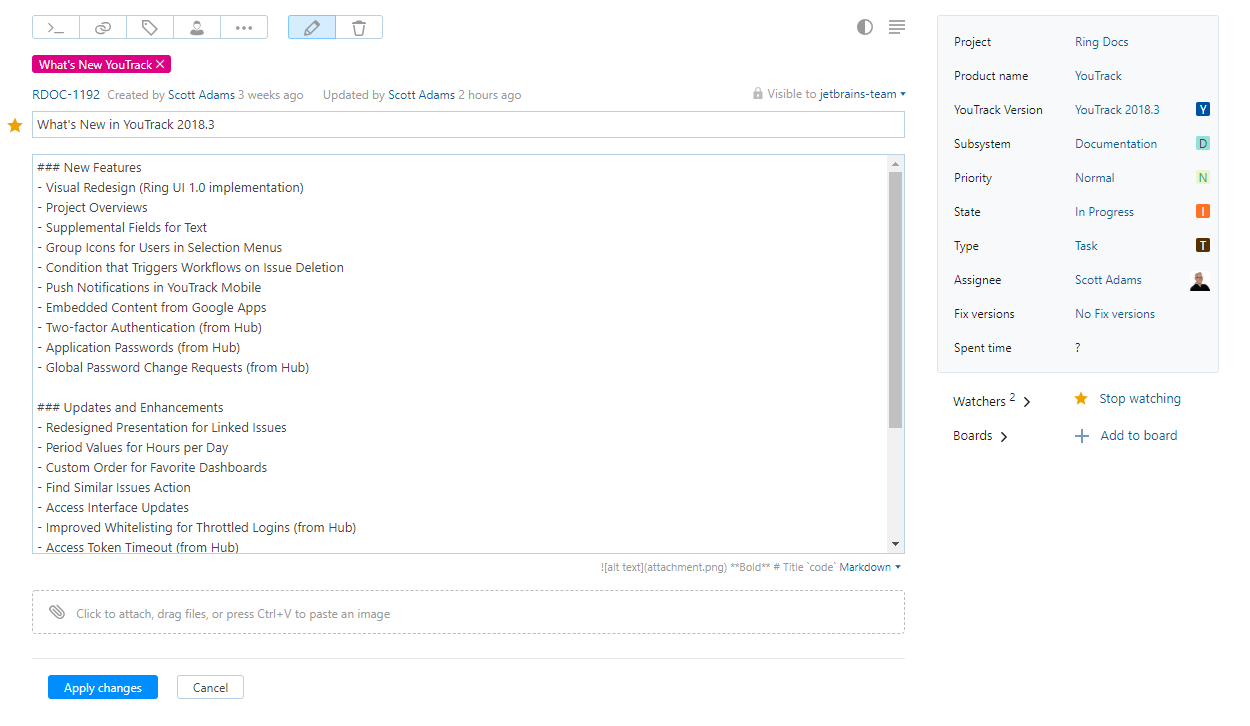 >_
What's New YouTrack
RDOC-1192 Created by Scott Adams 3 weeks ago Updated by Scott Adams 2 hours ago Visible to jetbrains-team
What's New in YouTrack 2018.3
### New Features
- Visual Redesign (Ring UI 1.0 implementation)
- Project Overviews
- Supplemental Fields for Text
- Group Icons for Users in Selection Menus
- Condition that Triggers Workflows on Issue Deletion
- Push Notifications in YouTrack Mobile
- Embedded Content from Google Apps
- Two-factor Authentication (from Hub)
- Application Passwords (from Hub)
- Global Password Change Requests (from Hub)
### Updates and Enhancements
- Redesigned Presentation for Linked Issues
- Period Values for Hours per Day
- Custom Order for Favorite Dashboards
- Find Similar Issues Action
- Access Interface Updates
- Improved Whitelisting for Throttled Logins (from Hub)
- Access Token Timeout (from Hub)
![alt text](attachment.png) **Bold** # Title `code` Markdown
Click to attach, drag files, or press Ctrl+V to paste an image
Apply changes Cancel
Project Ring Docs
Product name YouTrack
YouTrack Version YouTrack 2018.3 Y
Subsystem Documentation D
Priority Normal N
State In Progress I
Type Task T
Assignee Scott Adams
Fix versions No Fix versions
Spent time ?
Watchers 2 Stop watching
Boards Add to board